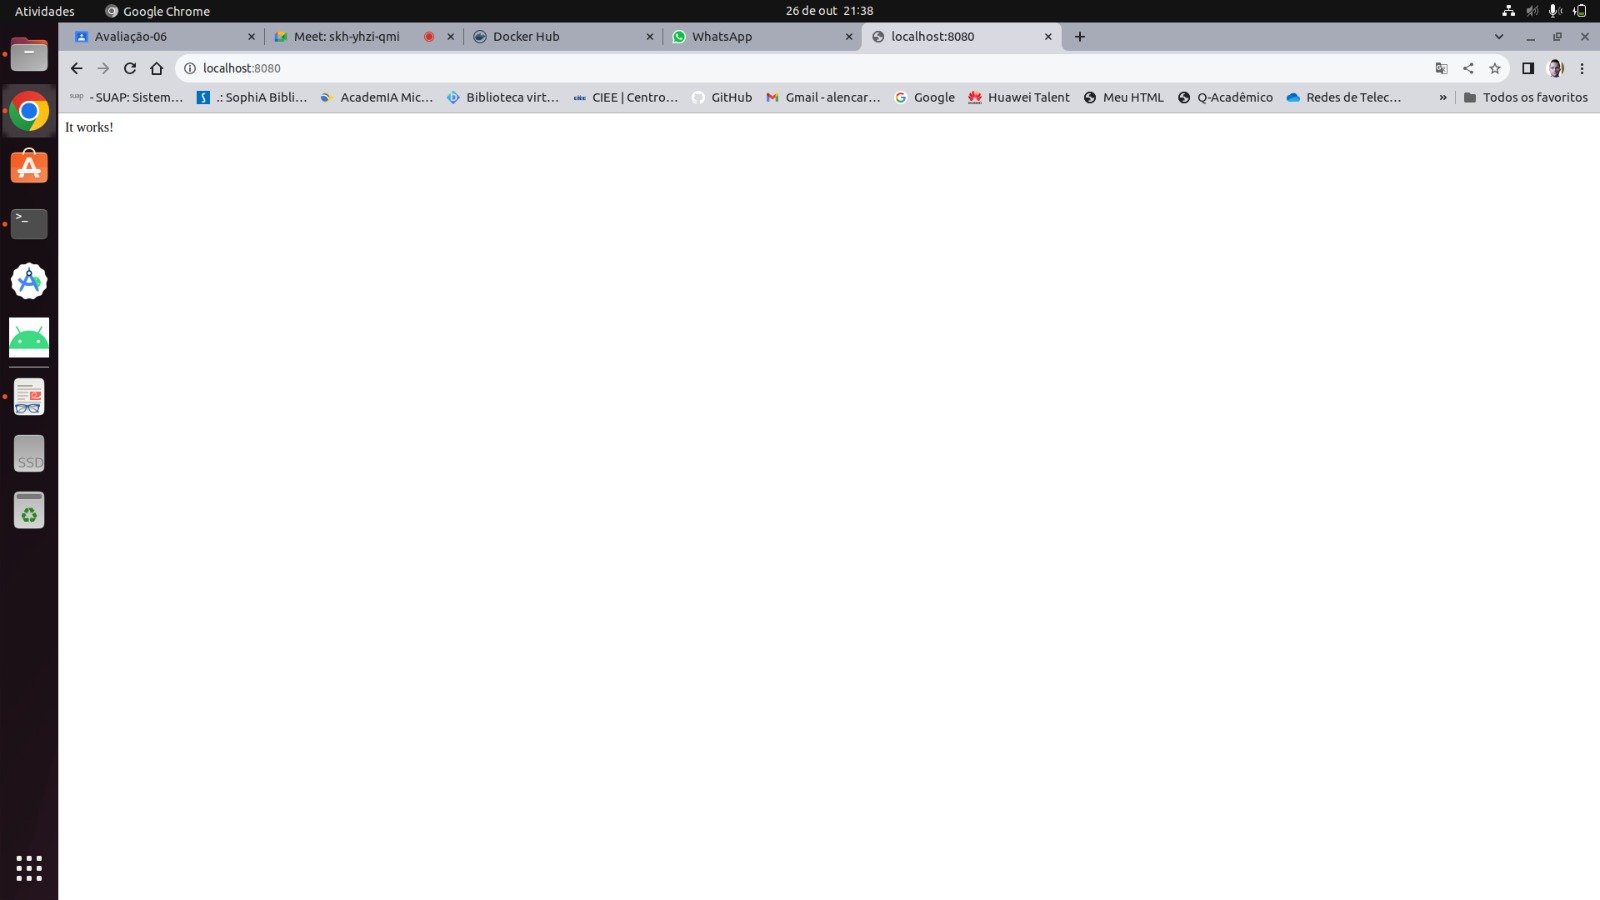 Atividades Google Chrome 26 de out 21:38
Avaliação-06 Meet: skh-yhzi-qmi Docker Hub WhatsApp localhost:8080
localhost:8080
suap - SUAP: Sistem... .: SophiA Bibli... AcademIA Mic... Biblioteca virt... CIEE | Centro... GitHub Gmail - alencar... Google Huawei Talent Meu HTML Q-Acadêmico Redes de Telec... » Todos os favoritos
It works!
>_
SSD